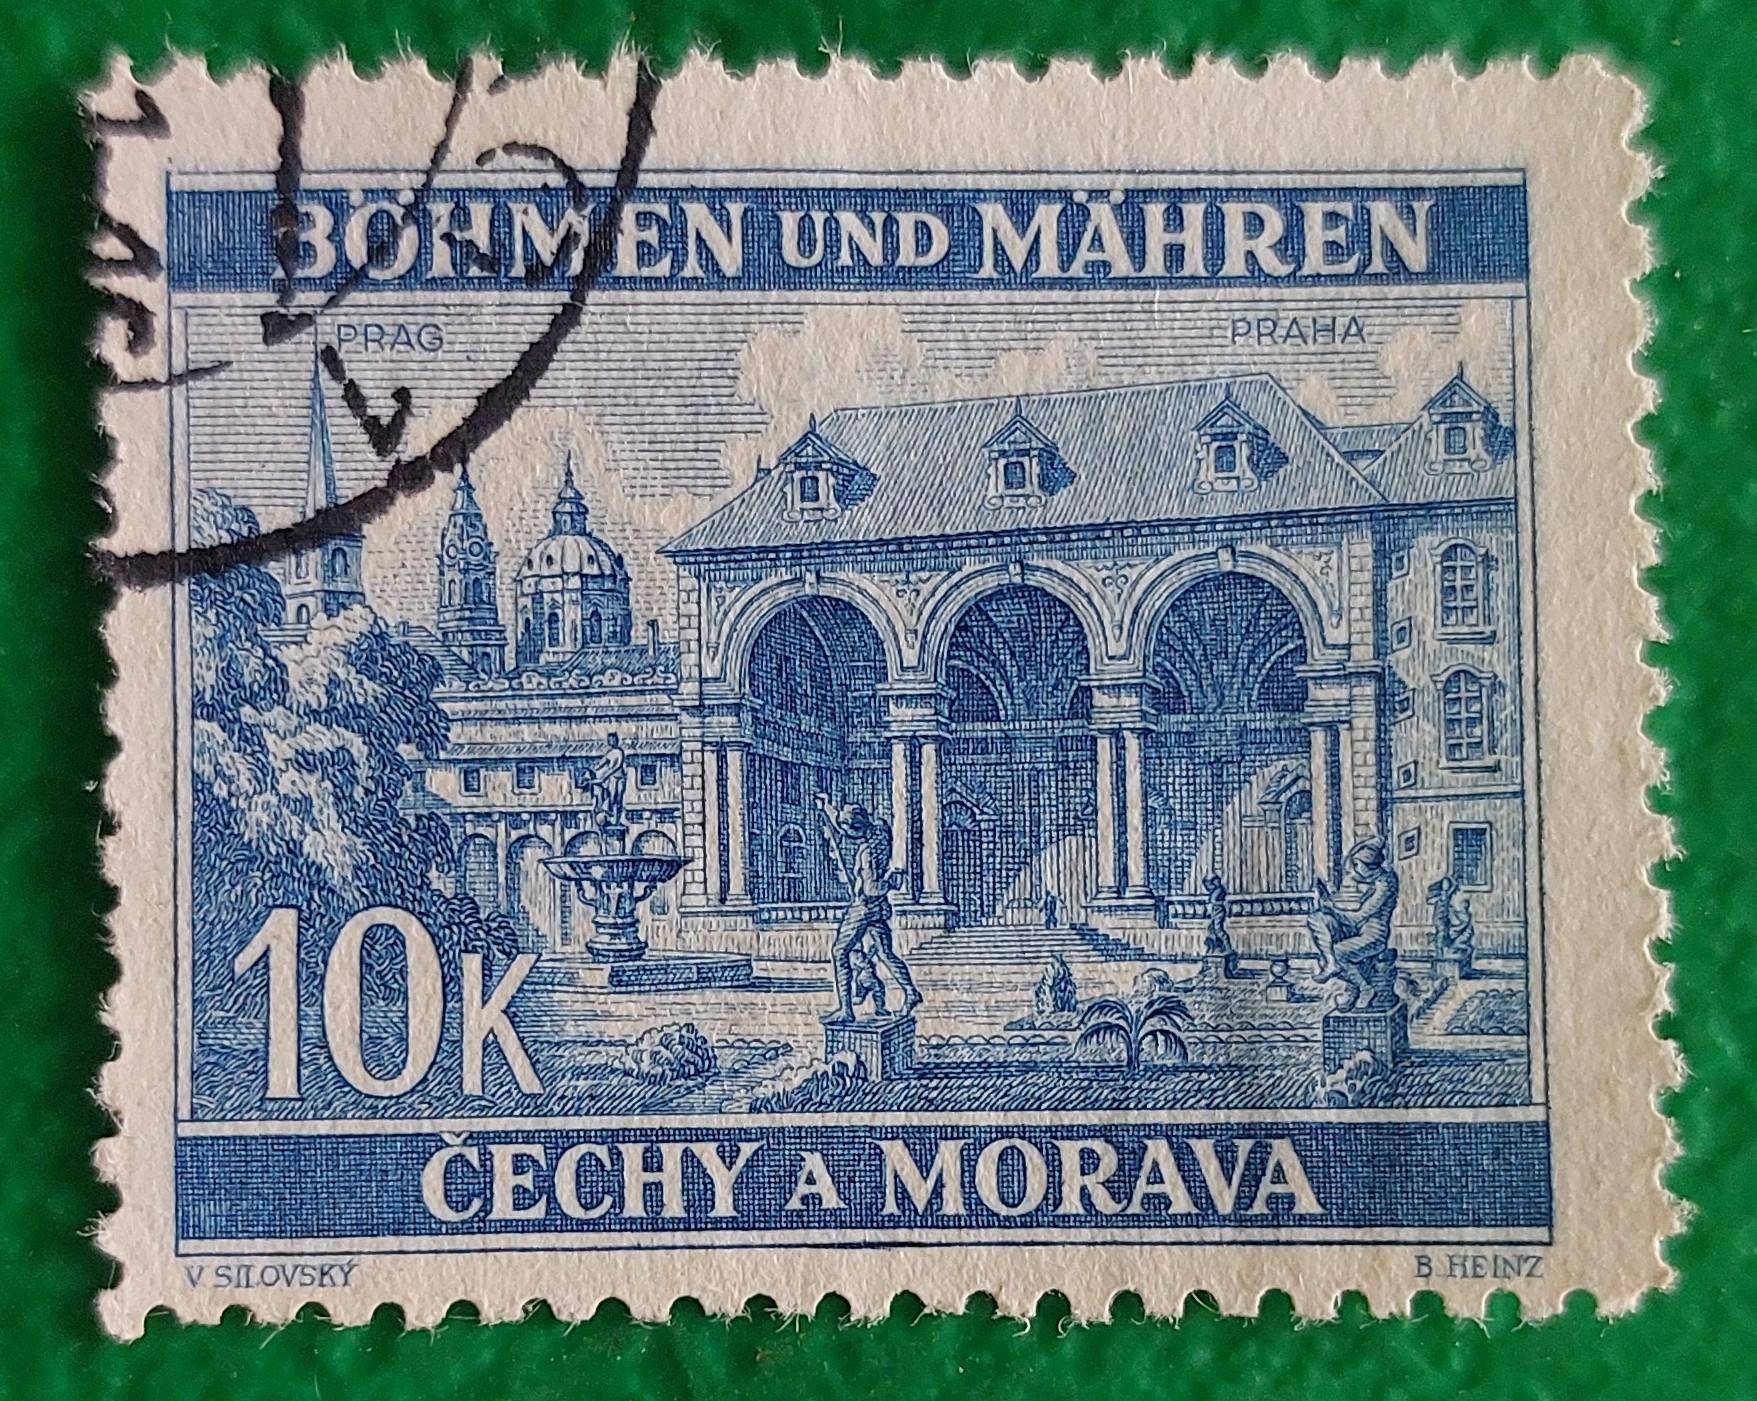 BÖHMEN UND MÄHREN
PRAG PRAHA
10K
ČECHY A MORAVA
V SILOVSKÝ B. HEINZ